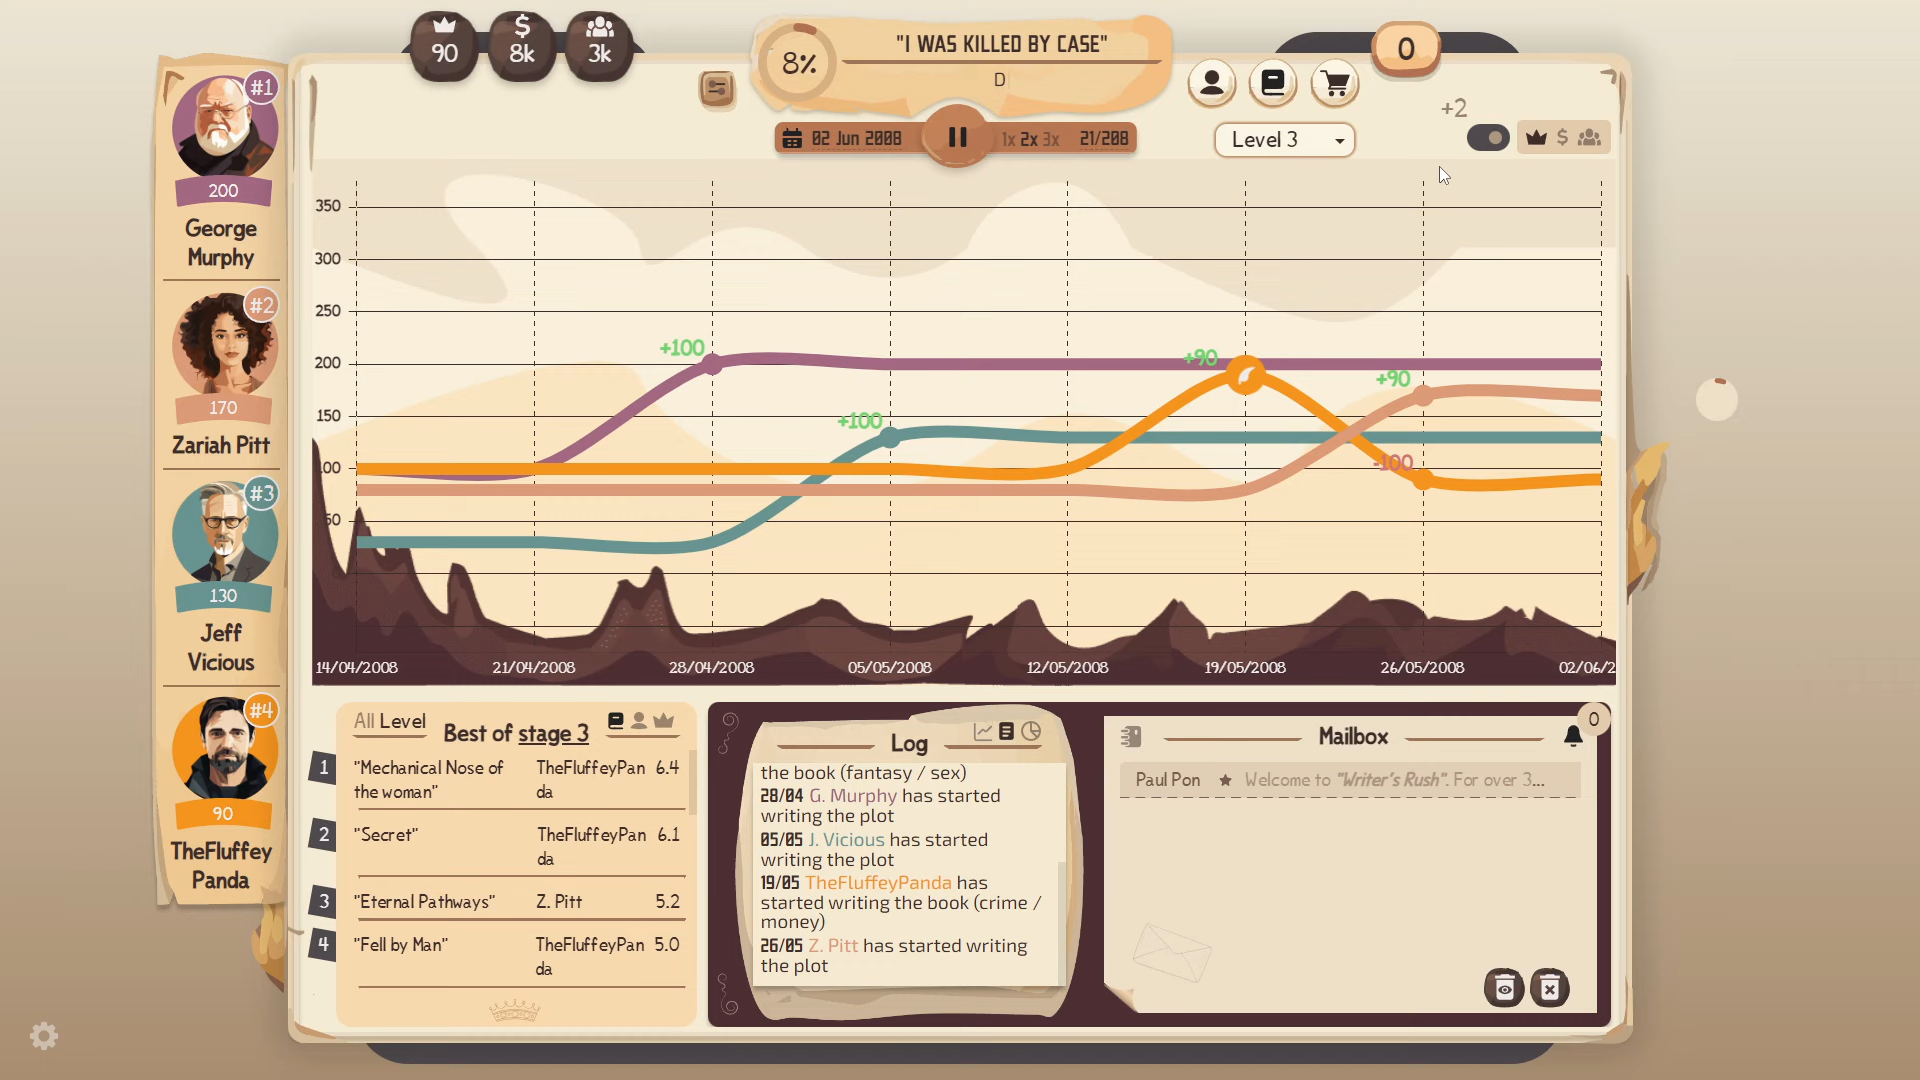 90
8k
3k
8%
"I WAS KILLED BY CASE"
D
0
+2
02 Jun 2008
1x 2x 3x
21/208
Level 3
#1
200
George
Murphy
#2
170
Zariah Pitt
#3
130
Jeff
Vicious
#4
90
TheFluffey
Panda
350
300
250
200
150
100
50
+100
+100
+90
+90
-100
14/04/2008
21/04/2008
28/04/2008
05/05/2008
12/05/2008
19/05/2008
26/05/2008
02/06/2
All Level
Best of stage 3
1
"Mechanical Nose of
the woman"
TheFluffeyPan
da
6.4
2
"Secret"
TheFluffeyPan
da
6.1
3
"Eternal Pathways"
Z. Pitt
5.2
4
"Fell by Man"
TheFluffeyPan
da
5.0
Log
the book (fantasy / sex)
28/04 G. Murphy has started
writing the plot
05/05 J. Vicious has started
writing the plot
19/05 TheFluffeyPanda has
started writing the book (crime /
money)
26/05 Z. Pitt has started writing
the plot
Mailbox
0
Paul Pon ★ Welcome to "Writer's Rush". For over 3...